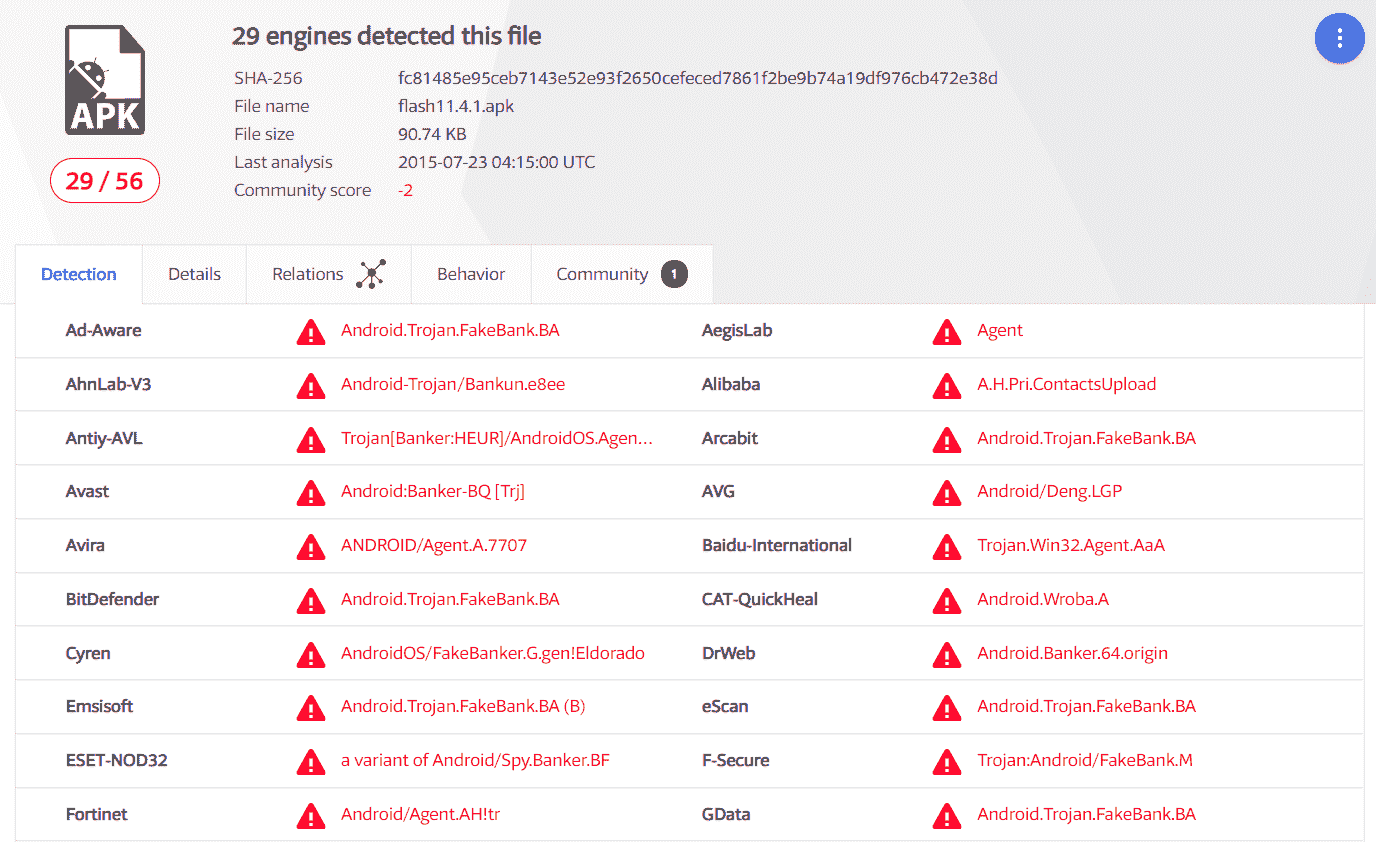 29 engines detected this file
SHA-256 fc81485e95ceb7143e52e93f2650cefeced7861f2be9b74a19df976cb472e38d
File name flash11.4.1.apk
File size 90.74 KB
Last analysis 2015-07-23 04:15:00 UTC
Community score -2
APK
29 / 56
Detection Details Relations Behavior Community 1
Ad-Aware Android.Trojan.FakeBank.BA AegisLab Agent
AhnLab-V3 Android-Trojan/Bankun.e8ee Alibaba A.H.Pri.ContactsUpload
Antiy-AVL Trojan[Banker:HEUR]/AndroidOS.Agen... Arcabit Android.Trojan.FakeBank.BA
Avast Android:Banker-BQ [Trj] AVG Android/Deng.LGP
Avira ANDROID/Agent.A.7707 Baidu-International Trojan.Win32.Agent.AaA
BitDefender Android.Trojan.FakeBank.BA CAT-QuickHeal Android.Wroba.A
Cyren AndroidOS/FakeBanker.G.gen!Eldorado DrWeb Android.Banker.64.origin
Emsisoft Android.Trojan.FakeBank.BA (B) eScan Android.Trojan.FakeBank.BA
ESET-NOD32 a variant of Android/Spy.Banker.BF F-Secure Trojan:Android/FakeBank.M
Fortinet Android/Agent.AH!tr GData Android.Trojan.FakeBank.BA